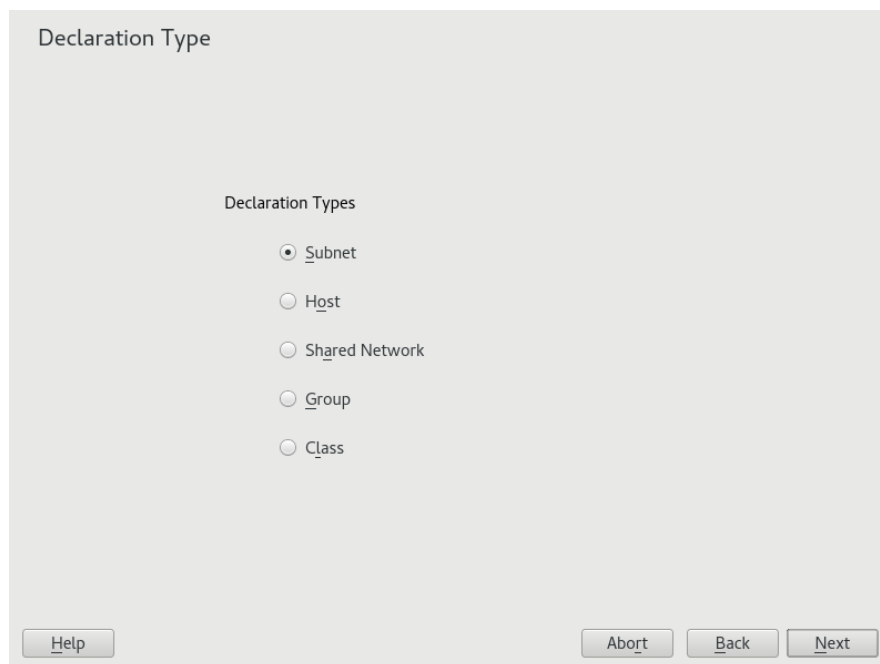 Declaration Type
Declaration Types
Subnet
Host
Shared Network
Group
Class
Help
Abort
Back
Next